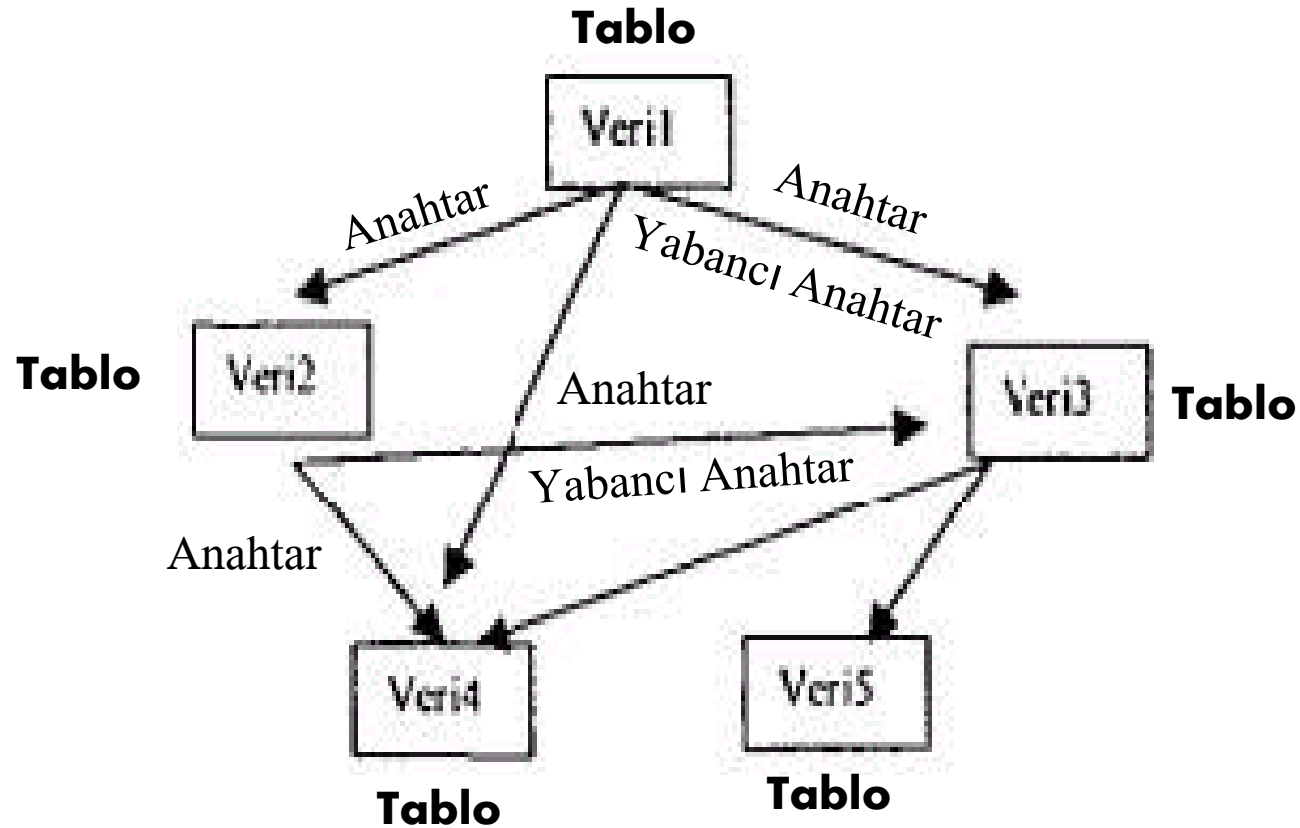 Tablo
Veri1
Anahtar
Anahtar
Yabancı Anahtar
Veri2
Tablo
Anahtar
Veri3
Tablo
Yabancı Anahtar
Anahtar
Veri4
Veri5
Tablo
Tablo